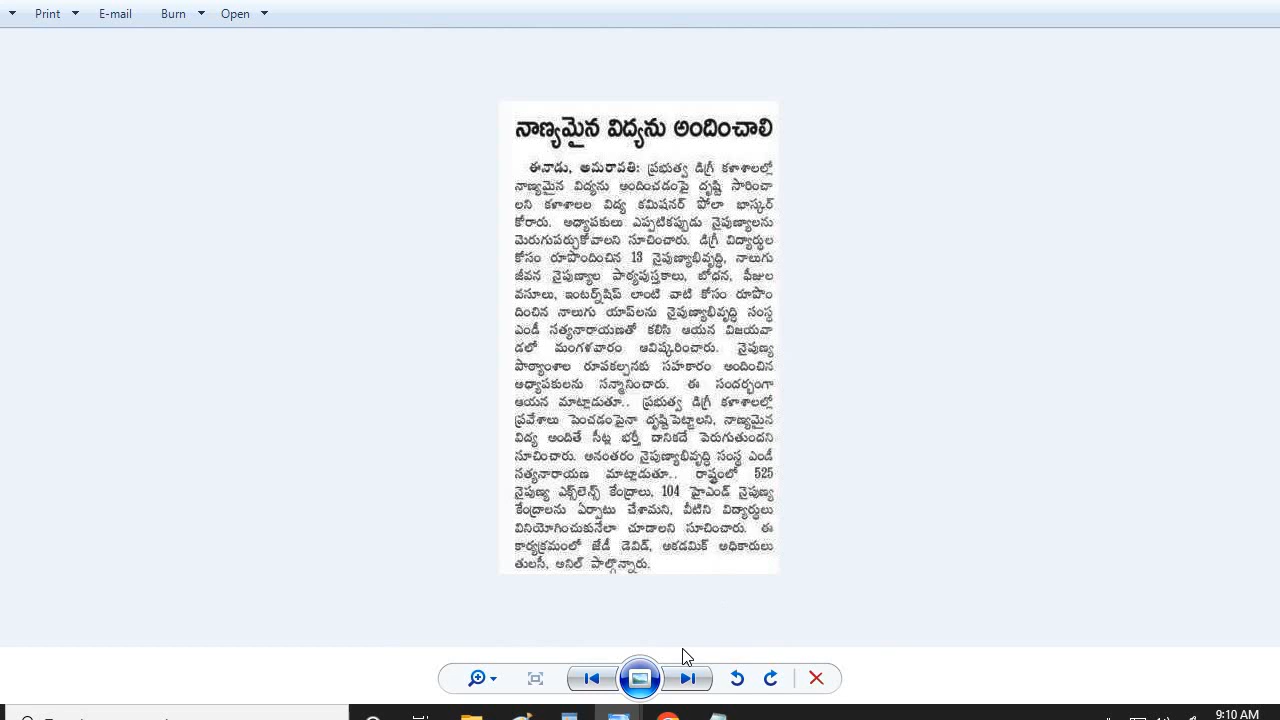 Print
E-mail
Burn
Open
నాణ్యమైన విద్యను అందించాలి
ఈనాడు, అమరావతి: ప్రభుత్వ డిగ్రీ కళాశాలల్లో
నాణ్యమైన విద్యను అందించడంపై దృష్టి సారించా
లని కళాశాలల విద్య కమిషనర్ పోలా భాస్కర్
కోరారు. అధ్యాపకులు ఎప్పటికప్పుడు నైపుణ్యాలను
మెరుగుపర్చుకోవాలని సూచించారు. డిగ్రీ విద్యార్థుల
కోసం రూపొందించిన 13 నైపుణ్యాభివృద్ధి, నాలుగు
జీవన నైపుణ్యాల పాఠ్యపుస్తకాలు, బోధన, ఫీజుల
వసూలు, ఇంటర్న్‌షిప్ లాంటి వాటి కోసం రూపొం
దించిన నాలుగు యాప్‌లను నైపుణ్యాభివృద్ధి సంస్థ
ఎండీ సత్యనారాయణతో కలిసి ఆయన విజయవా
డలో మంగళవారం ఆవిష్కరించారు. నైపుణ్య
పాఠ్యాంశాల రూపకల్పనకు సహకారం అందించిన
అధ్యాపకులను సన్మానించారు. ఈ సందర్భంగా
ఆయన మాట్లాడుతూ.. ప్రభుత్వ డిగ్రీ కళాశాలల్లో
ప్రవేశాలు పెంచడంపైనా దృష్టిపెట్టాలని, నాణ్యమైన
విద్య అందితే సీట్ల భర్తీ దానికదే పెరుగుతుందని
సూచించారు. అనంతరం నైపుణ్యాభివృద్ధి సంస్థ ఎండీ
సత్యనారాయణ మాట్లాడుతూ.. రాష్ట్రంలో 525
నైపుణ్య ఎక్స్‌లెన్స్ కేంద్రాలు, 104 హైఎండ్ నైపుణ్య
కేంద్రాలను ఏర్పాటు చేశామని, వీటిని విద్యార్థులు
వినియోగించుకునేలా చూడాలని సూచించారు. ఈ
కార్యక్రమంలో జేడీ డెవిడ్, అకడమిక్ అధికారులు
తులసీ, అనిల్ పాల్గొన్నారు.
9:10 AM